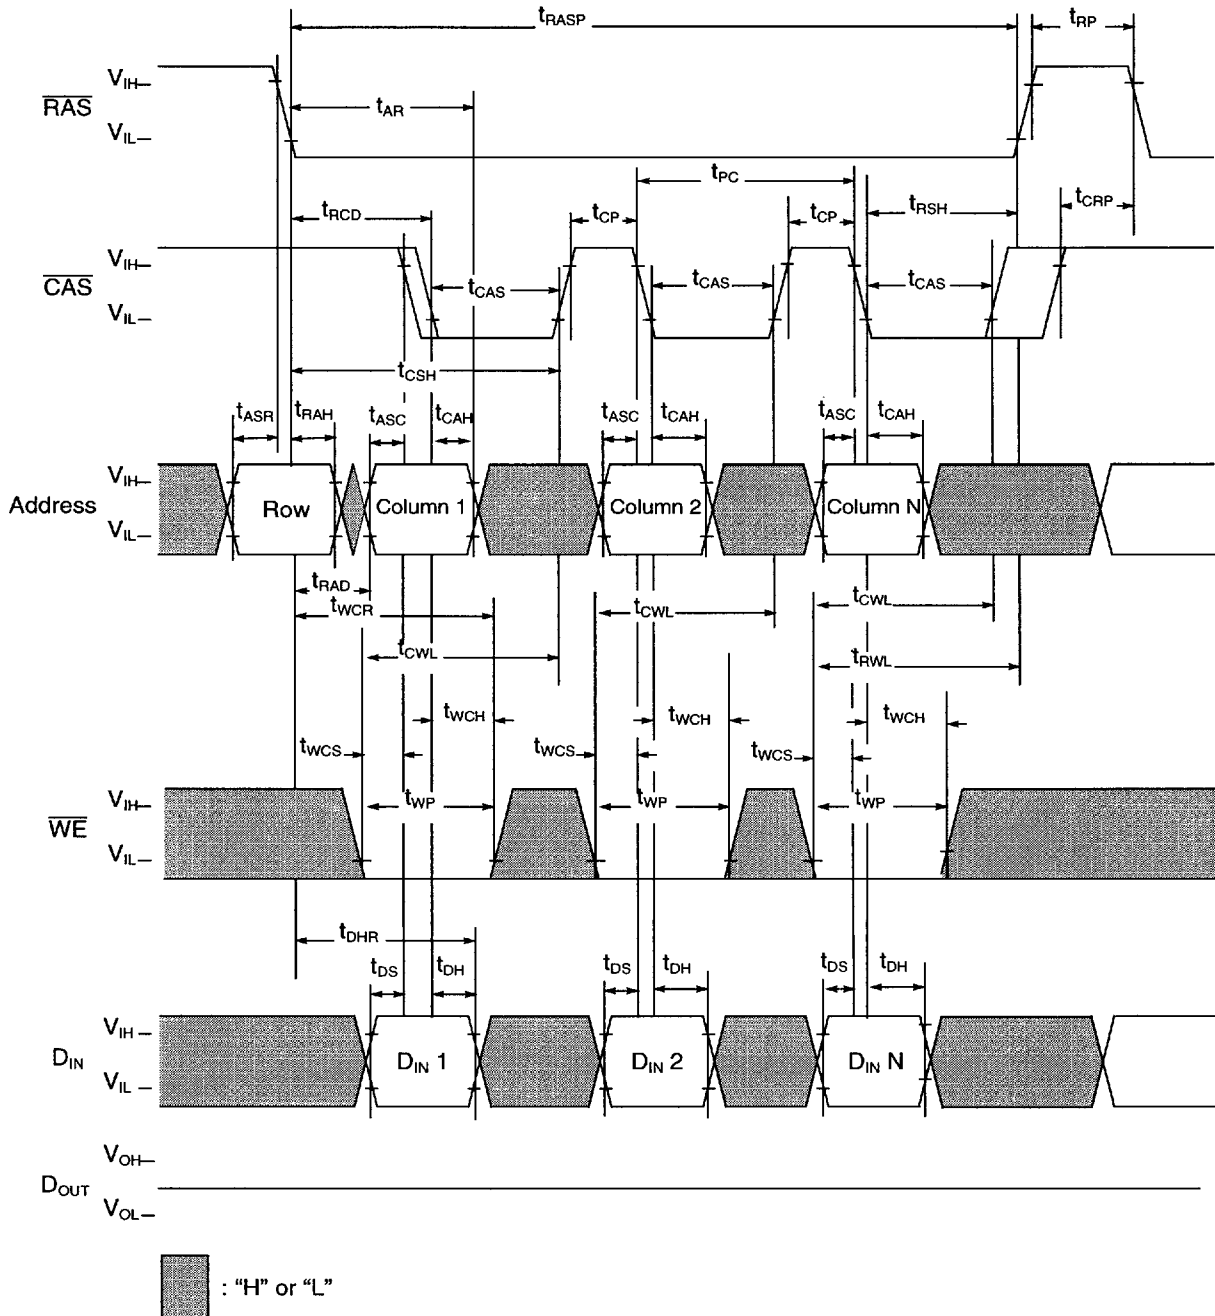 tRASP
tRP
VIH
RAS
tAR
VIL
tPC
tRCD
tCP
tCP
tRSH
tCRP
VIH
CAS
tCAS
tCAS
tCAS
VIL
tCSH
tASR
tRAH
tASC
tCAH
tASC
tCAH
tASC
tCAH
VIH
Address
Row
Column 1
Column 2
Column N
VIL
tRAD
tWCR
tCWL
tCWL
tCWL
tRWL
tWCH
tWCH
tWCH
tWCS
tWCS
tWCS
VIH
WE
tWP
tWP
tWP
VIL
tDHR
tDS
tDH
tDS
tDH
tDS
tDH
VIH
DIN
DIN 1
DIN 2
DIN N
VIL
VOH
DOUT
VOL
: “H” or “L”